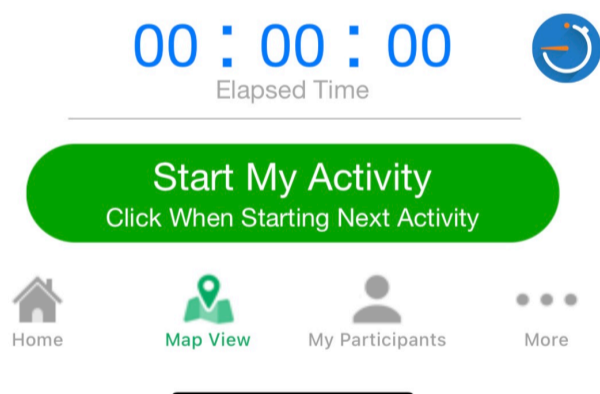 00 : 00 : 00
Elapsed Time
Start My Activity
Click When Starting Next Activity
Home
Map View
My Participants
More